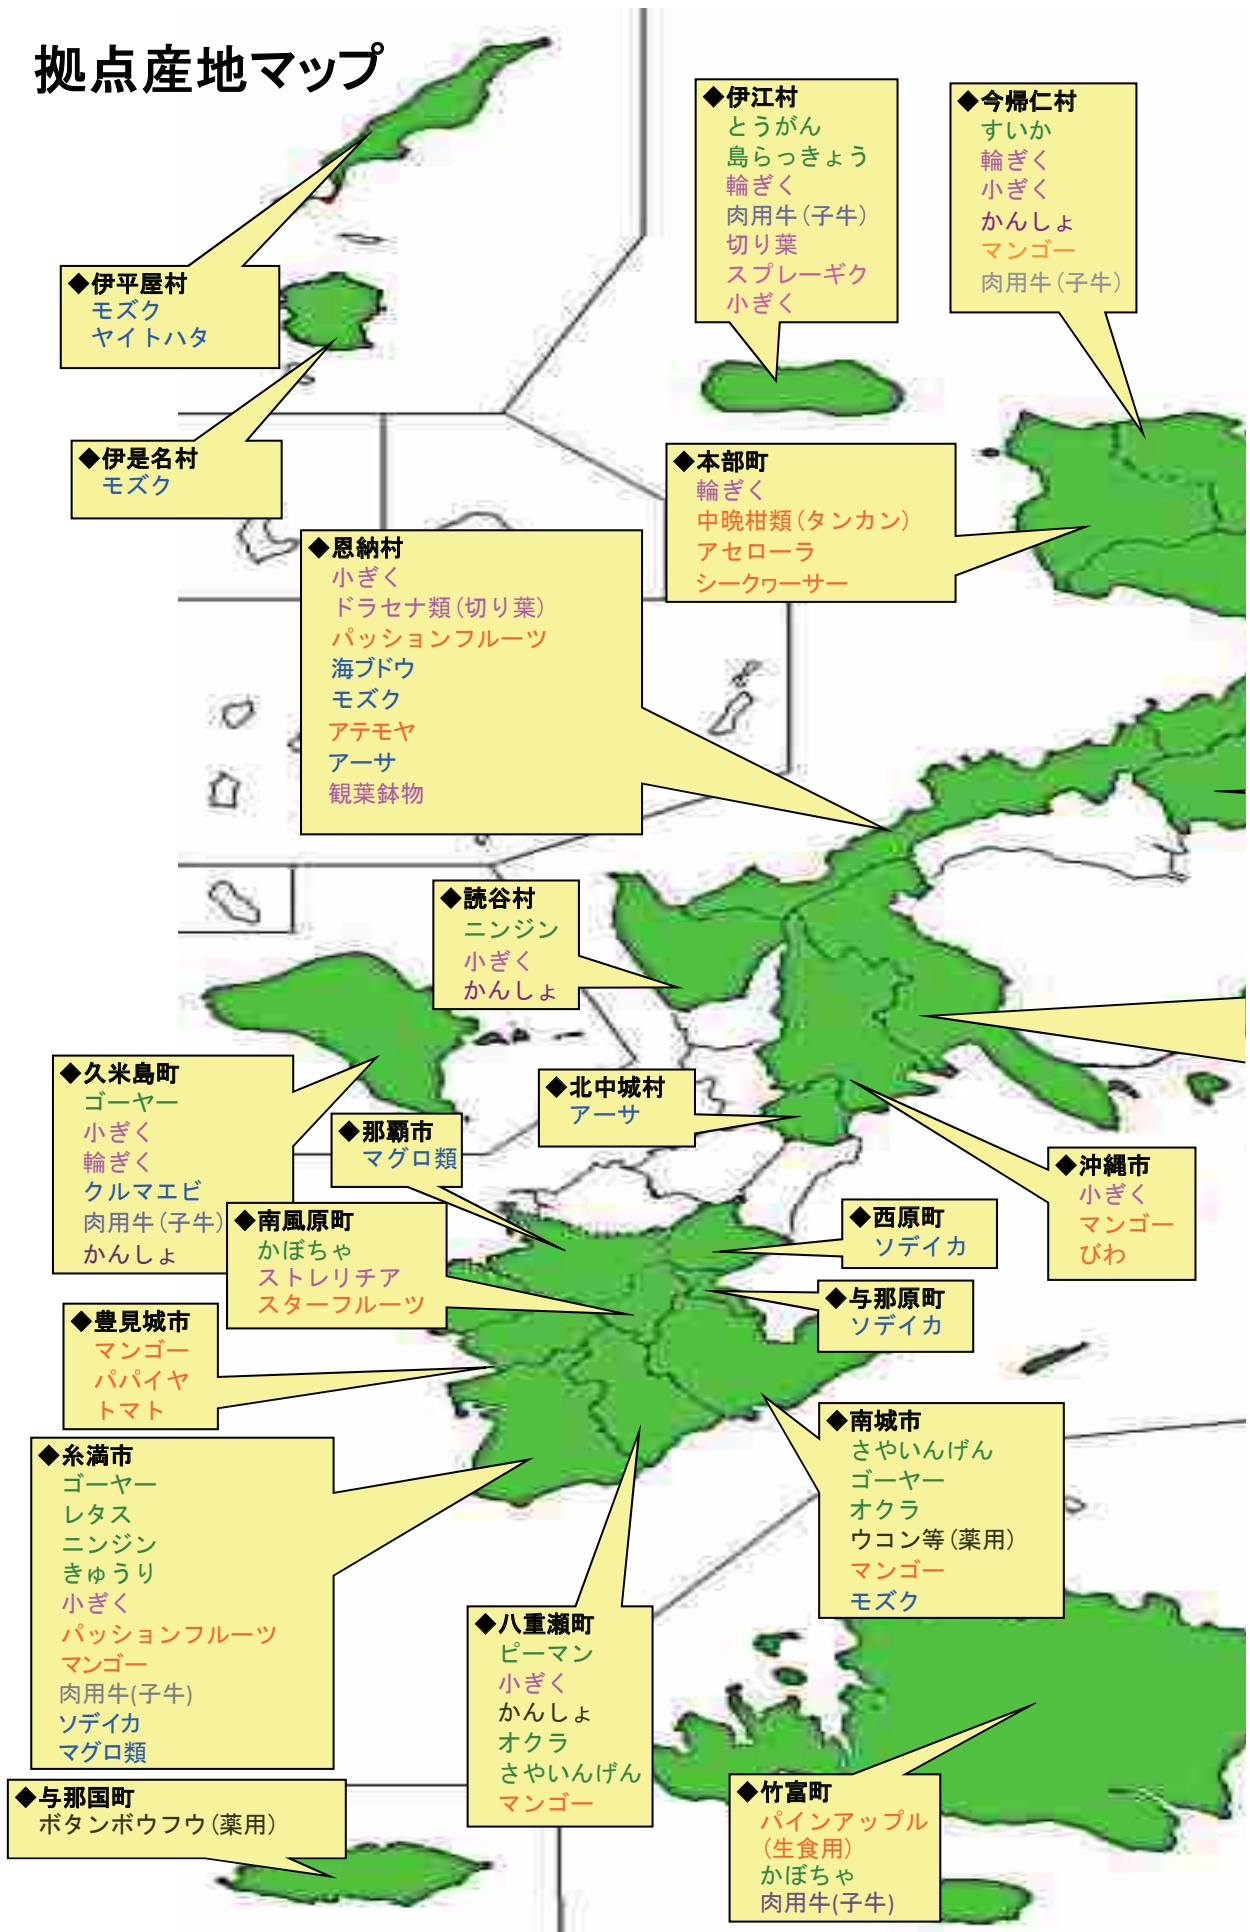 拠点産地マップ
◆伊江村
とうがん
島らっきょう
輪ぎく
肉用牛(子牛)
切り葉
スプレーギク
小ぎく
◆今帰仁村
すいか
輪ぎく
小ぎく
かんしょ
マンゴー
肉用牛(子牛)
◆伊平屋村
モズク
ヤイトハタ
◆伊是名村
モズク
◆本部町
輪ぎく
中晩柑類(タンカン)
アセローラ
シークヮーサー
◆恩納村
小ぎく
ドラセナ類(切り葉)
パッションフルーツ
海ブドウ
モズク
アテモヤ
アーサ
観葉鉢物
◆読谷村
ニンジン
小ぎく
かんしょ
◆久米島町
ゴーヤー
小ぎく
輪ぎく
クルマエビ
肉用牛(子牛)
かんしょ
◆北中城村
アーサ
◆那覇市
マグロ類
◆沖縄市
小ぎく
マンゴー
びわ
◆南風原町
かぼちゃ
ストレリチア
スターフルーツ
◆西原町
ソデイカ
◆与那原町
ソデイカ
◆豊見城市
マンゴー
パパイヤ
トマト
◆南城市
さやいんげん
ゴーヤー
オクラ
ウコン等(薬用)
マンゴー
モズク
◆糸満市
ゴーヤー
レタス
ニンジン
きゅうり
小ぎく
パッションフルーツ
マンゴー
肉用牛(子牛)
ソデイカ
マグロ類
◆八重瀬町
ピーマン
小ぎく
かんしょ
オクラ
さやいんげん
マンゴー
◆与那国町
ボタンボウフウ(薬用)
◆竹富町
パインアップル
(生食用)
かぼちゃ
肉用牛(子牛)